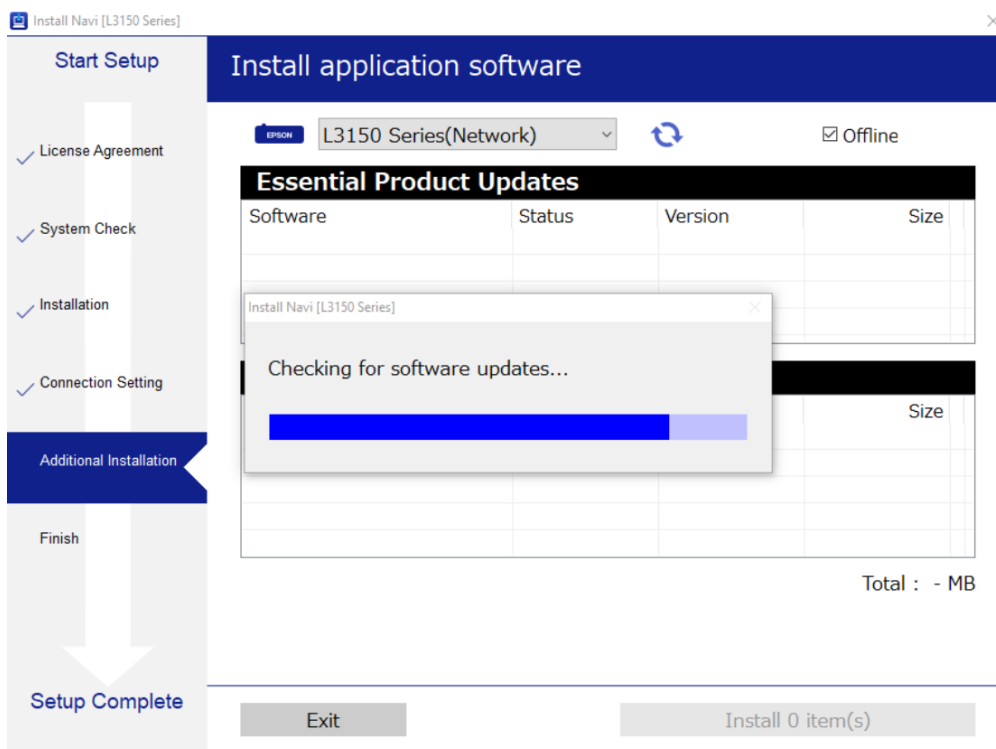 Install Navi [L3150 Series]
Start Setup
License Agreement
System Check
Installation
Connection Setting
Additional Installation
Finish
Setup Complete
Install application software
EPSON
L3150 Series(Network)
Offline
Essential Product Updates
Software Status Version Size
Install Navi [L3150 Series]
Checking for software updates...
Size
Total : - MB
Exit
Install 0 item(s)